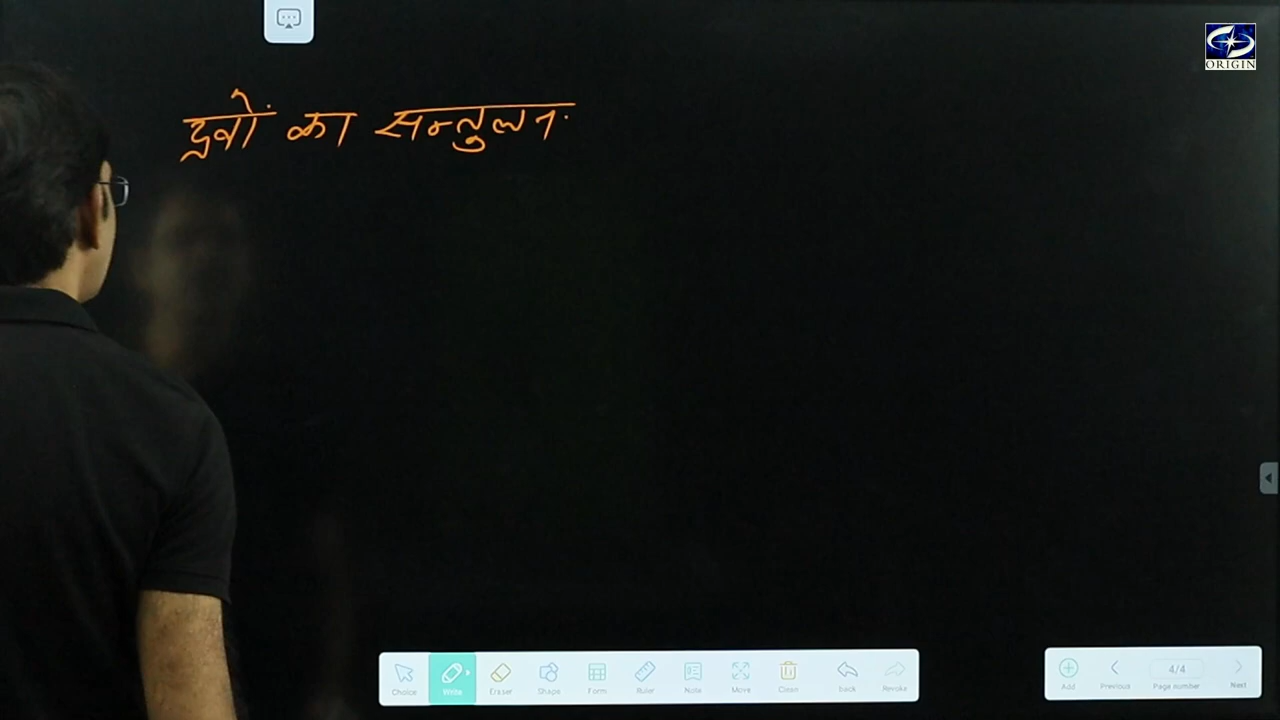 ORIGIN
द्रवों का सन्तुलन
4/4
Choice Write Eraser Shape Form Ruler Note Move Clean back Revoke Add Previous Page number Next